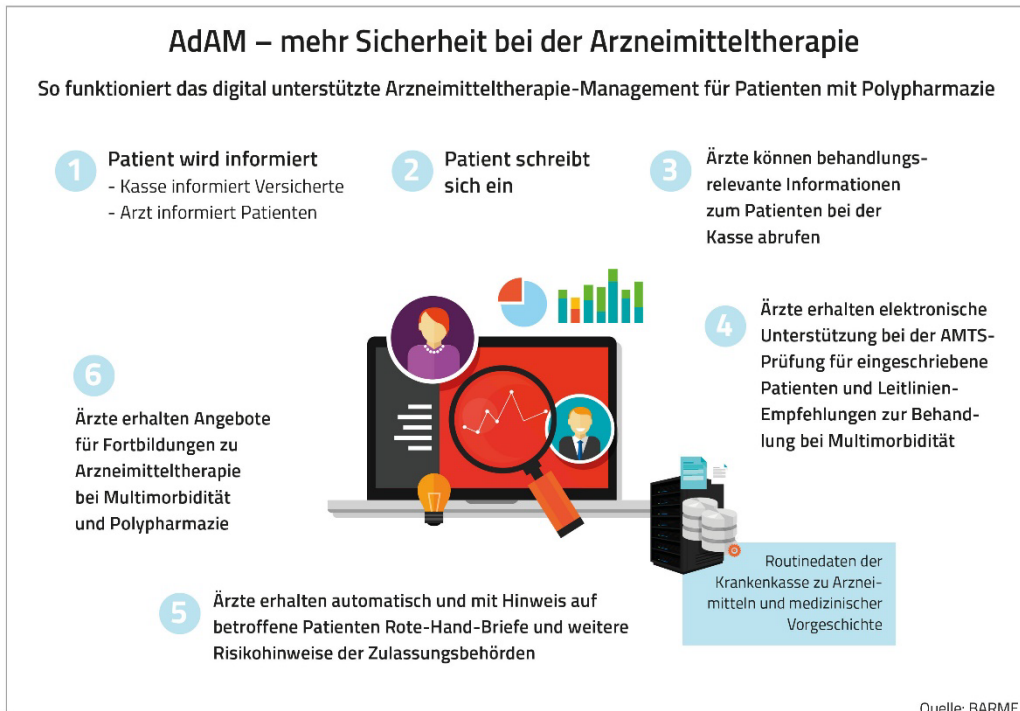 AdAM – mehr Sicherheit bei der Arzneimitteltherapie
So funktioniert das digital unterstützte Arzneimitteltherapie-Management für Patienten mit Polypharmazie
1
Patient wird informiert
- Kasse informiert Versicherte
- Arzt informiert Patienten
2
Patient schreibt
sich ein
3
Ärzte können behandlungs-
relevante Informationen
zum Patienten bei der
Kasse abrufen
4
Ärzte erhalten elektronische
Unterstützung bei der AMTS-
Prüfung für eingeschriebene
Patienten und Leitlinien-
Empfehlungen zur Behand-
lung bei Multimorbidität
Routinedaten der
Krankenkasse zu Arznei-
mitteln und medizinischer
Vorgeschichte
5
Ärzte erhalten automatisch und mit Hinweis auf
betroffene Patienten Rote-Hand-Briefe und weitere
Risikohinweise der Zulassungsbehörden
6
Ärzte erhalten Angebote
für Fortbildungen zu
Arzneimitteltherapie
bei Multimorbidität
und Polypharmazie
Quelle: BARME